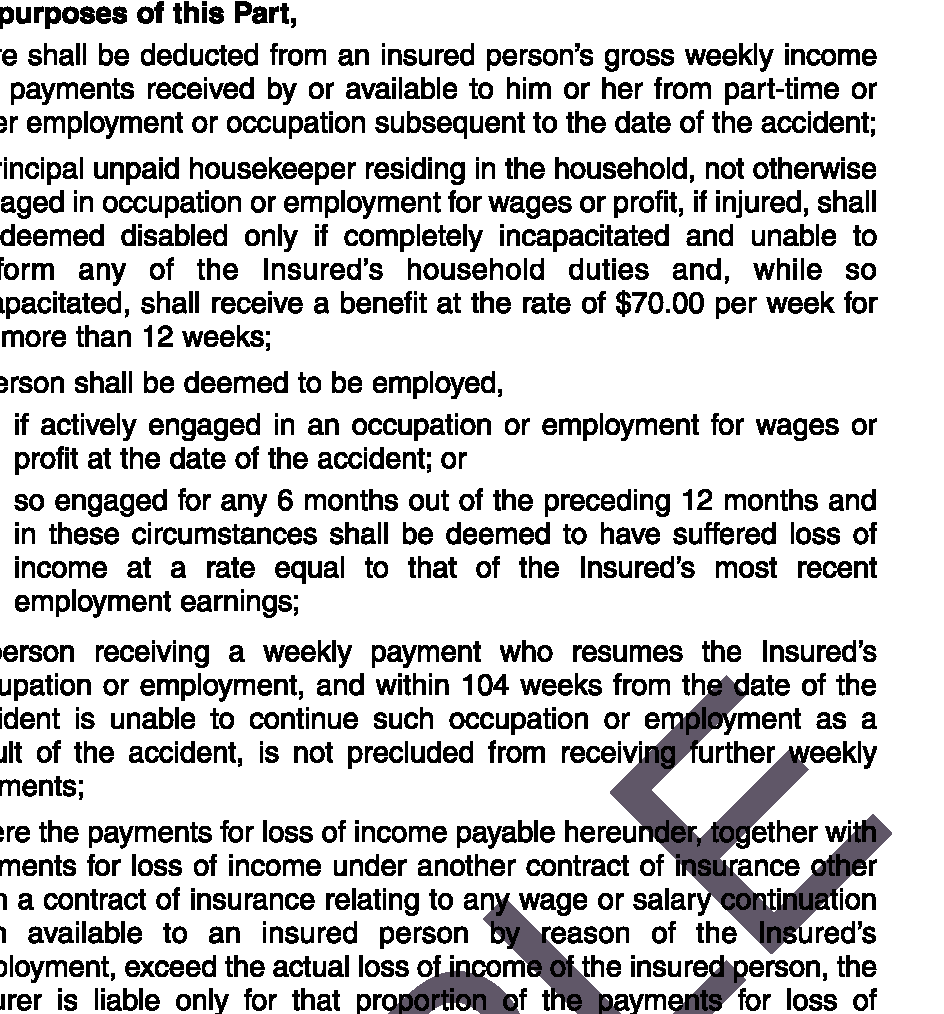 purposes of this Part,
re shall be deducted from an insured person's gross weekly income
payments received by or available to him or her from part-time or
er employment or occupation subsequent to the date of the accident;
rincipal unpaid housekeeper residing in the household, not otherwise
aged in occupation or employment for wages or profit, if injured, shall
deemed disabled only if completely incapacitated and unable to
form any of the Insured's household duties and, while so
apacitated, shall receive a benefit at the rate of $70.00 per week for
more than 12 weeks;
erson shall be deemed to be employed,
if actively engaged in an occupation or employment for wages or
profit at the date of the accident; or
so engaged for any 6 months out of the preceding 12 months and
in these circumstances shall be deemed to have suffered loss of
income at a rate equal to that of the Insured's most recent
employment earnings;
person receiving a weekly payment who resumes the Insured's
upation or employment, and within 104 weeks from the date of the
ident is unable to continue such occupation or employment as a
ult of the accident, is not precluded from receiving further weekly
ments;
ere the payments for loss of income payable hereunder, together with
ments for loss of income under another contract of insurance other
n a contract of insurance relating to any wage or salary continuation
n available to an insured person by reason of the Insured's
ployment, exceed the actual loss of income of the insured person, the
urer is liable only for that proportion of the payments for loss of
LE